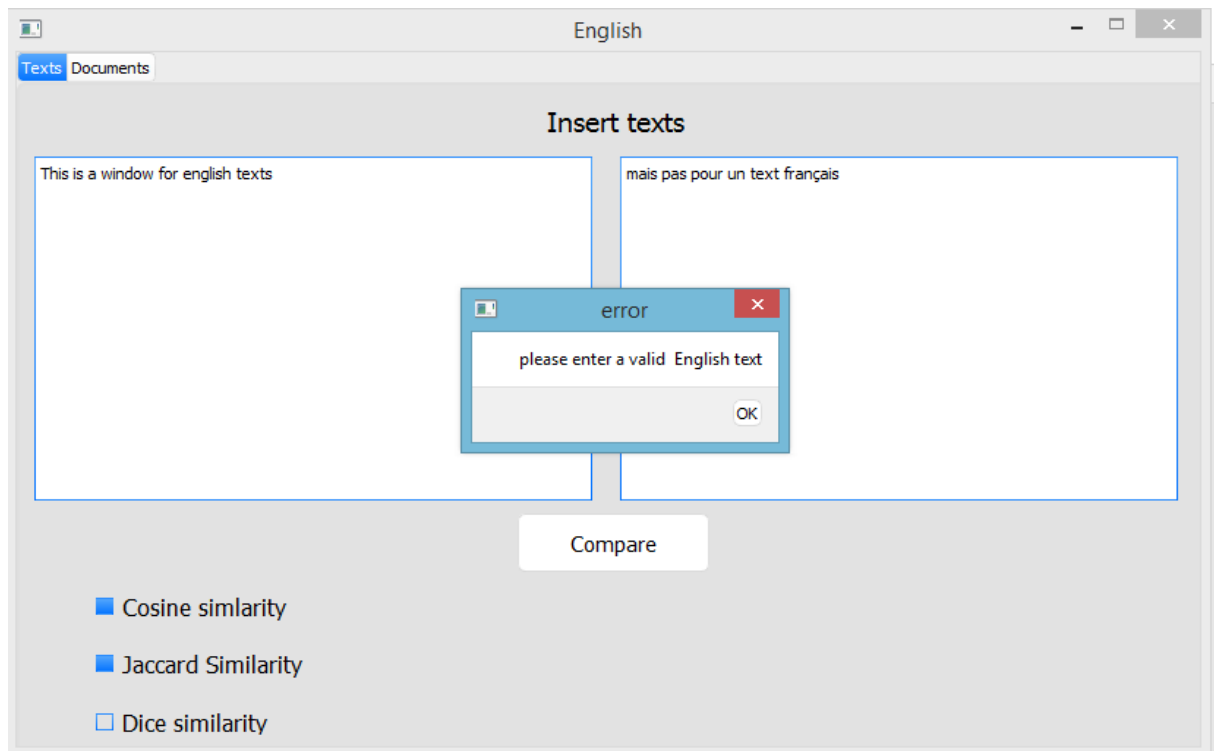 English
Texts Documents
Insert texts
This is a window for english texts
mais pas pour un text français
error
please enter a valid  English text
OK
Compare
Cosine simlarity
Jaccard Similarity
Dice similarity